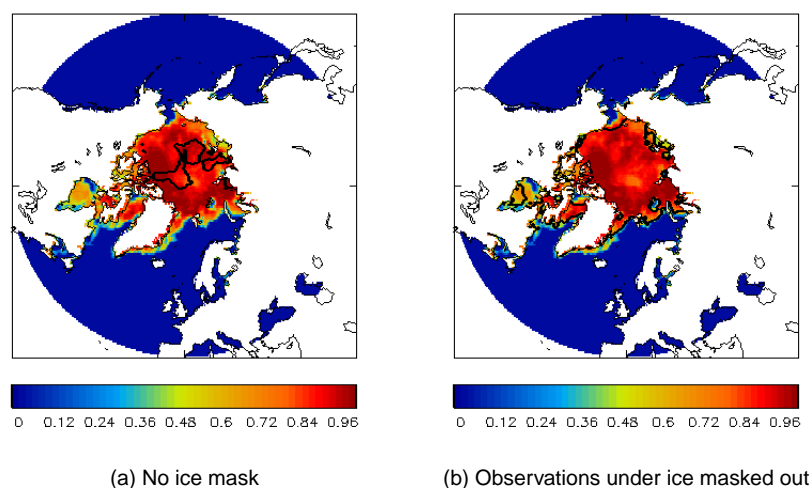 0 0.12 0.24 0.36 0.48 0.60 0.72 0.84 0.96
0 0.12 0.24 0.36 0.48 0.60 0.72 0.84 0.96
(a) No ice mask
(b) Observations under ice masked out